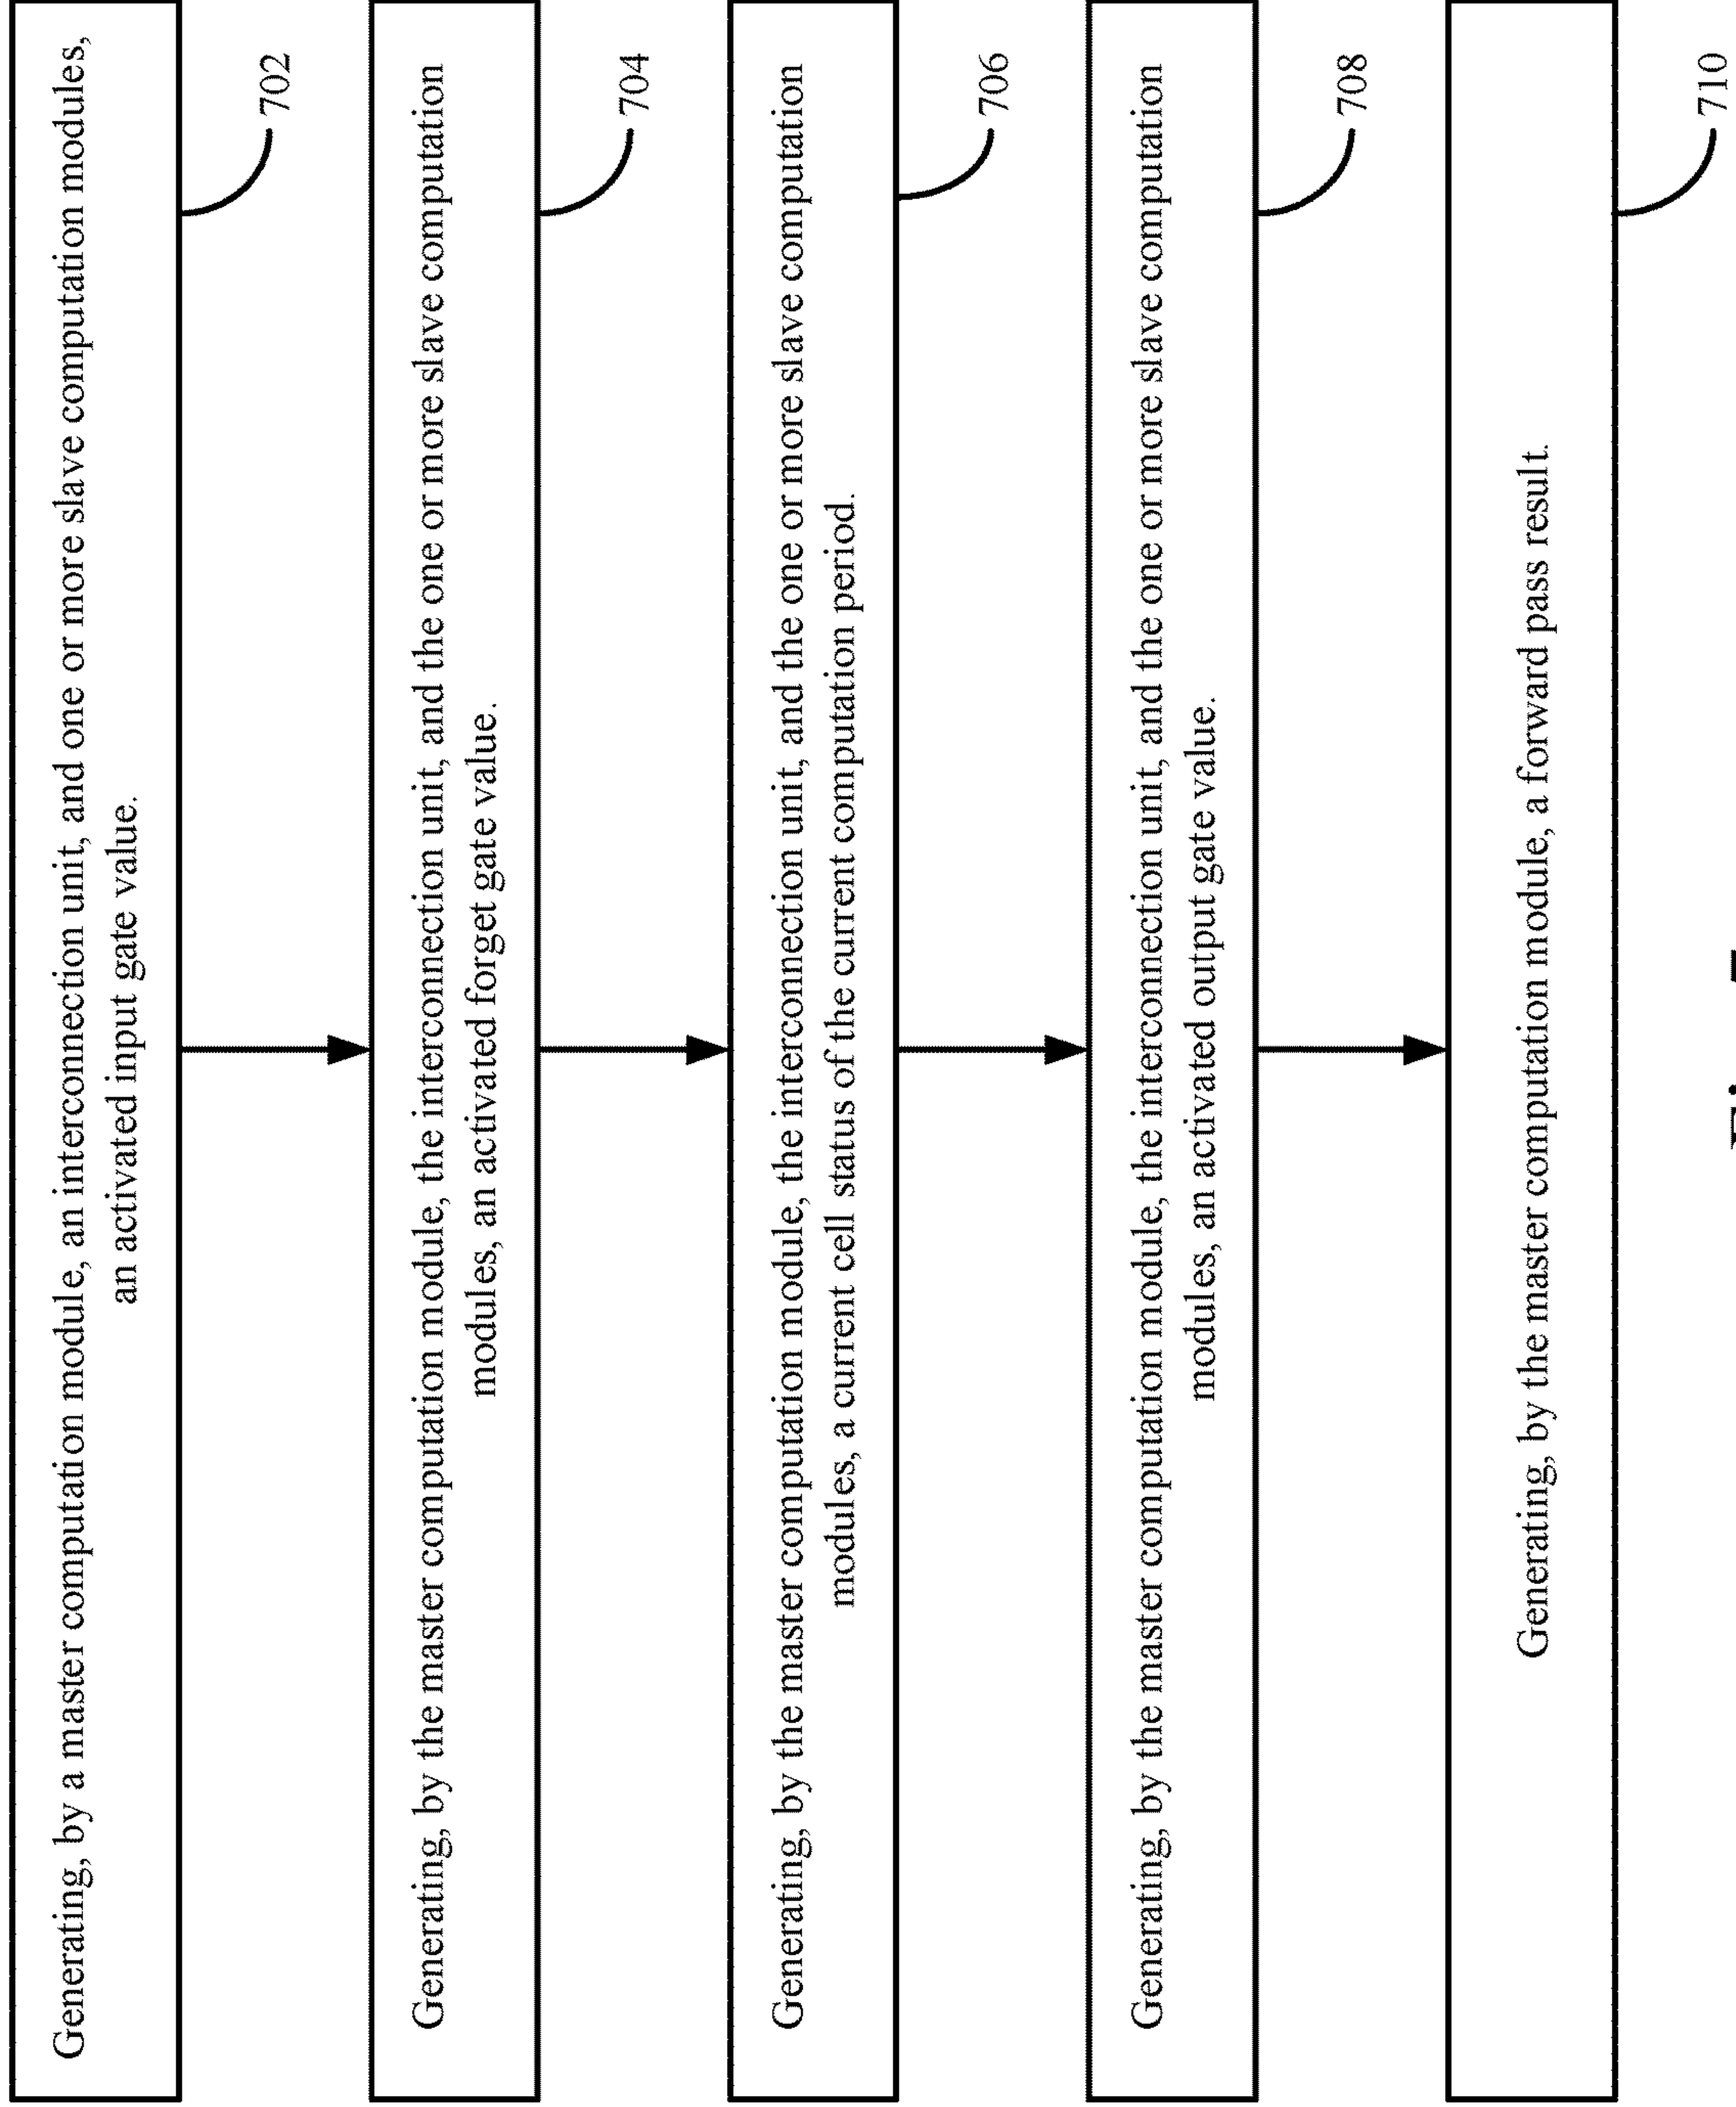 Generating, by a master computation module, an interconnection unit, and one or more slave computation modules,
an activated input gate value.
702
Generating, by the master computation module, the interconnection unit, and the one or more slave computation
modules, an activated forget gate value.
704
Generating, by the master computation module, the interconnection unit, and the one or more slave computation
modules, a current cell status of the current computation period.
706
Generating, by the master computation module, the interconnection unit, and the one or more slave computation
modules, an activated output gate value.
708
Generating, by the master computation module, a forward pass result.
710